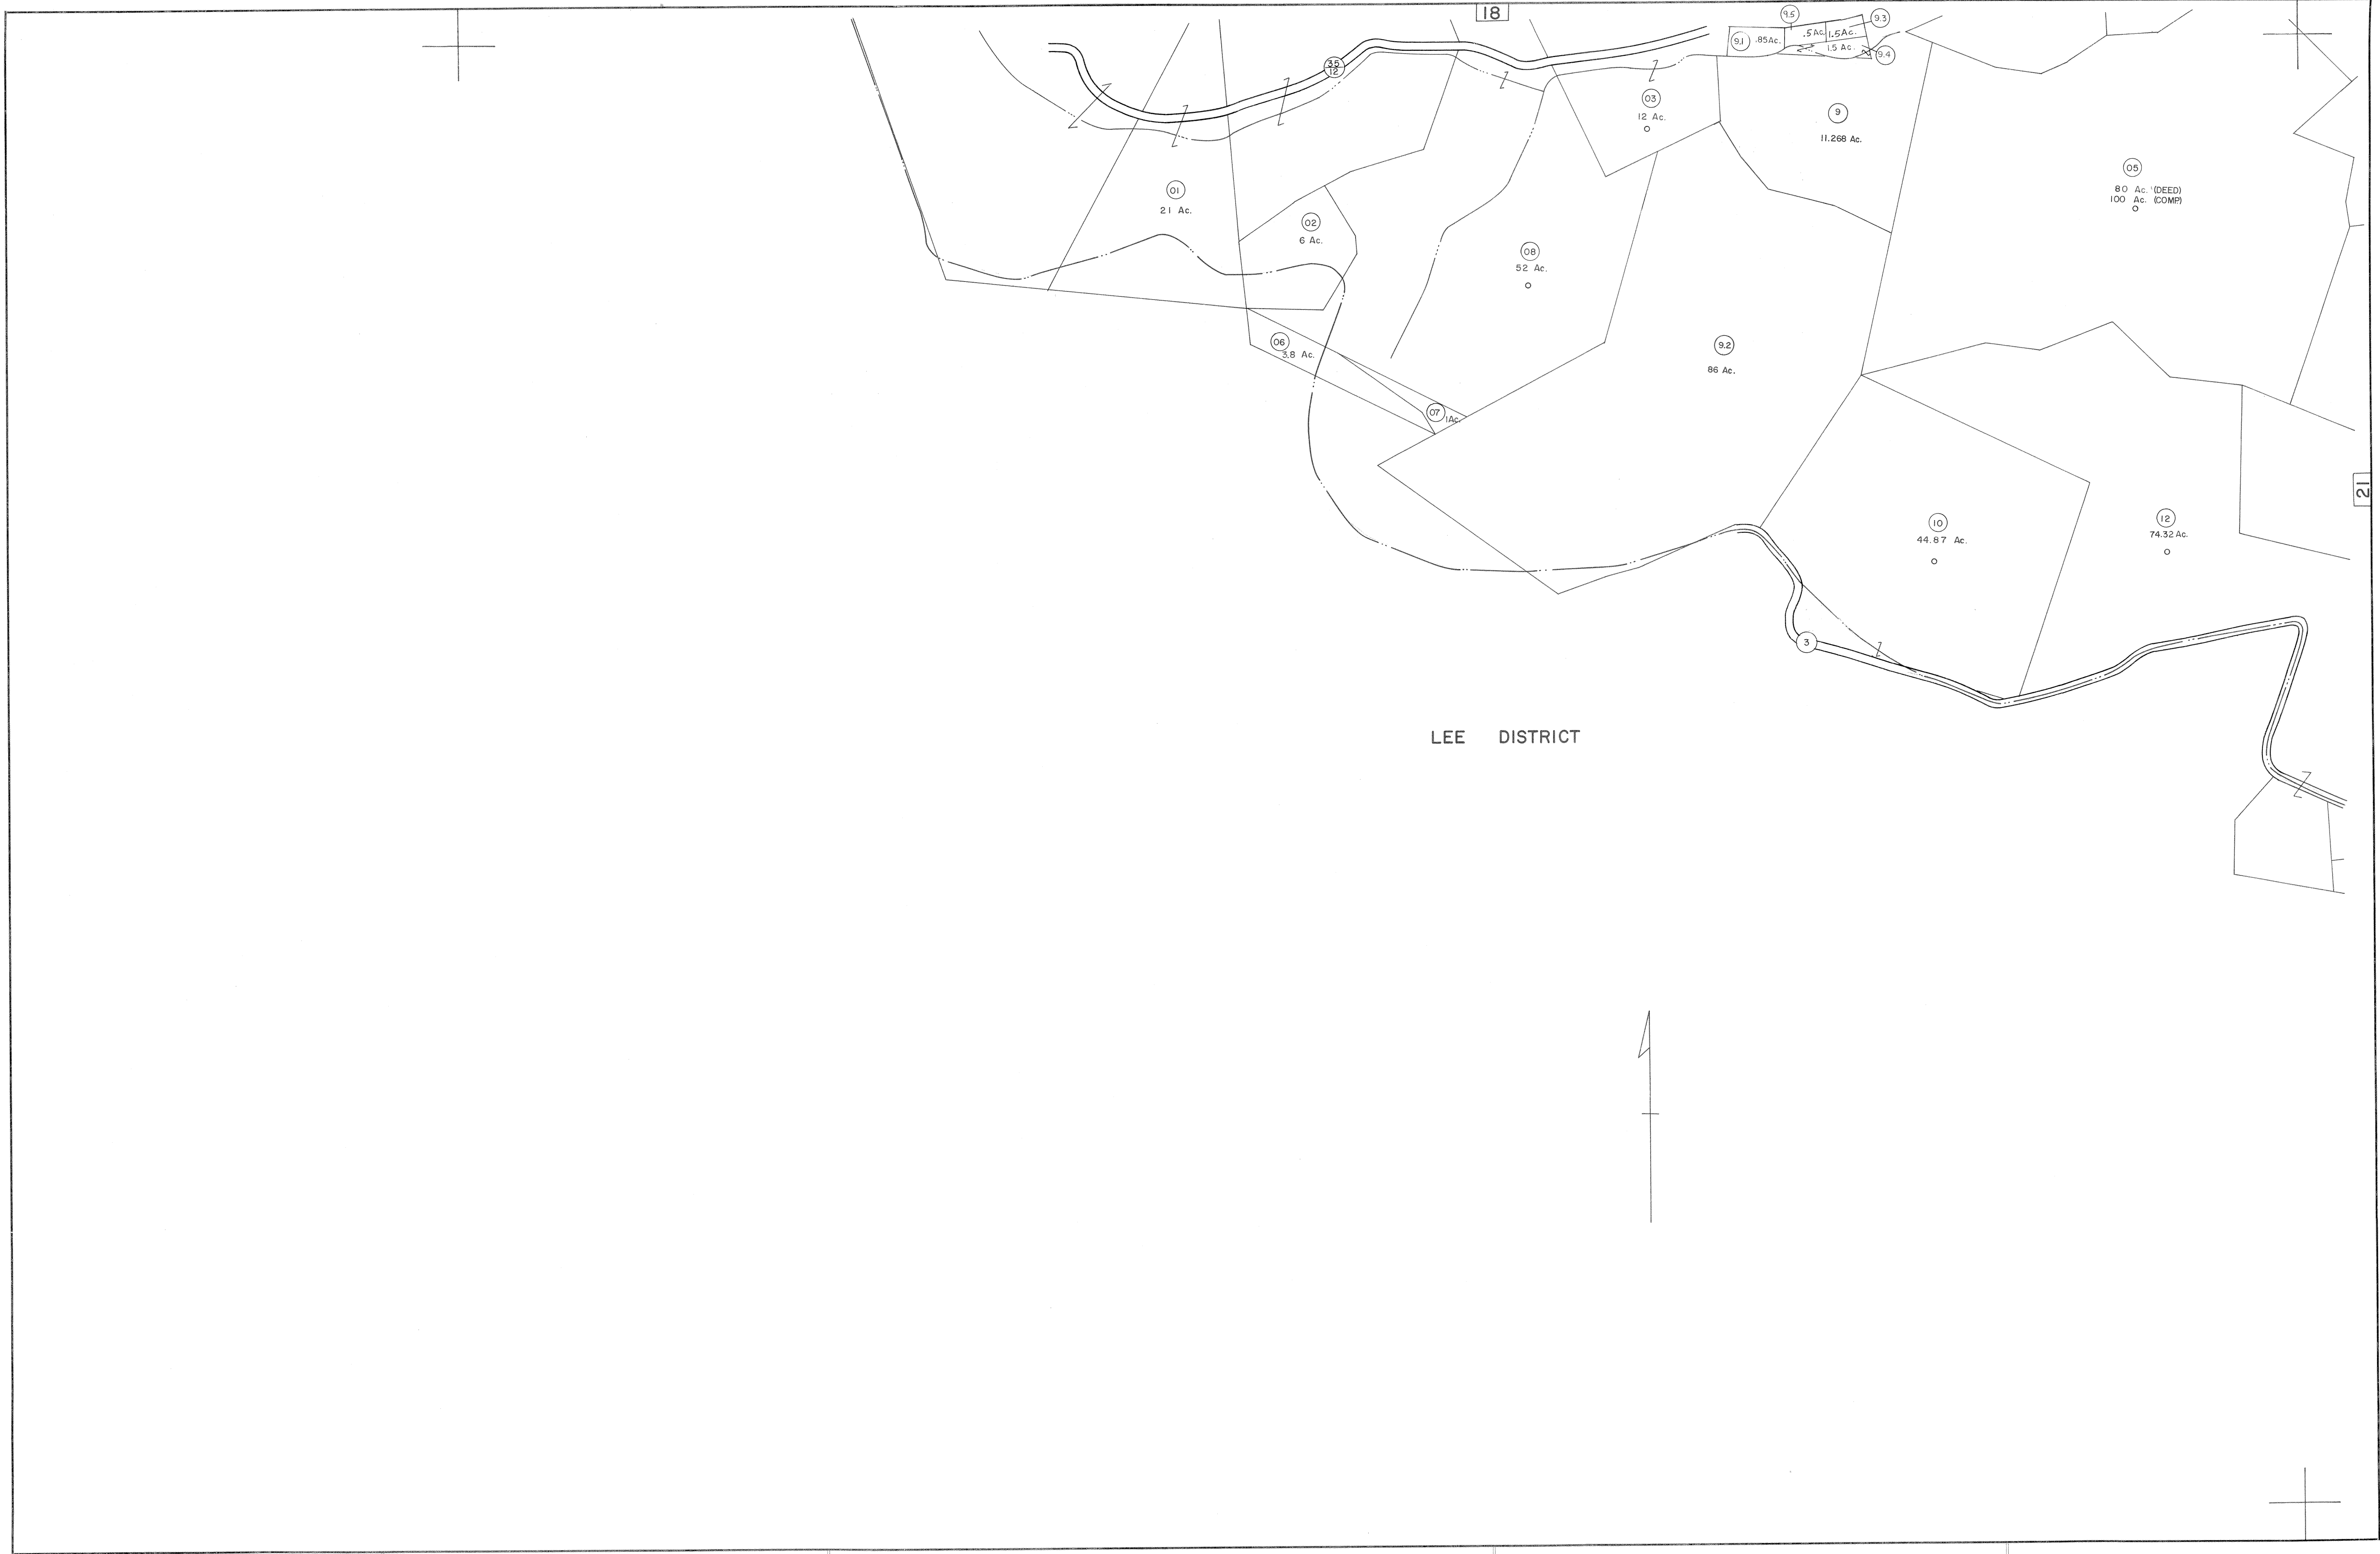 18
9.5
9.3
9.1
.85Ac.
.5 Ac.
1.5Ac.
1.5 Ac.
9.4
35
12
03
12 Ac.
9
11.268 Ac.
05
80 Ac. (DEED)
100 Ac. (COMP)
01
21 Ac.
02
6 Ac.
08
52 Ac.
06
3.8 Ac.
9.2
86 Ac.
07
1Ac.
21
10
44.87 Ac.
12
74.32 Ac.
3
LEE DISTRICT